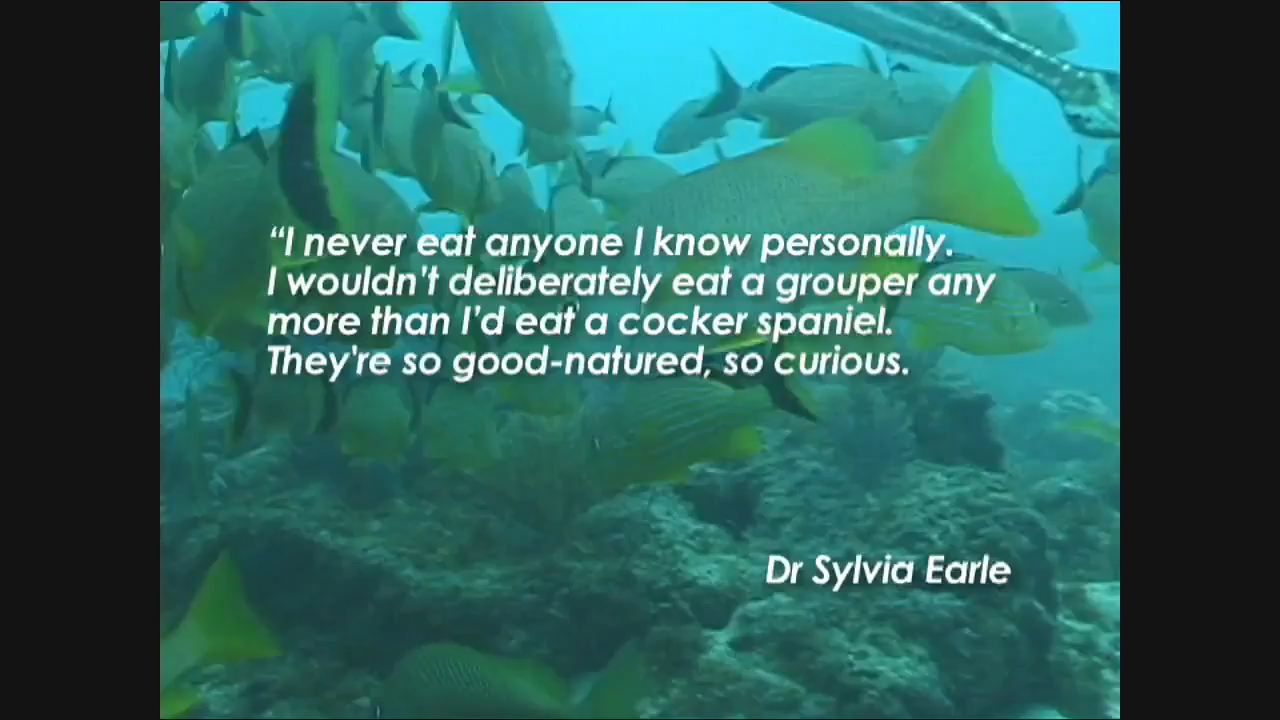 “I never eat anyone I know personally.
I wouldn't deliberately eat a grouper any
more than I’d eat a cocker spaniel.
They're so good-natured, so curious.
Dr Sylvia Earle